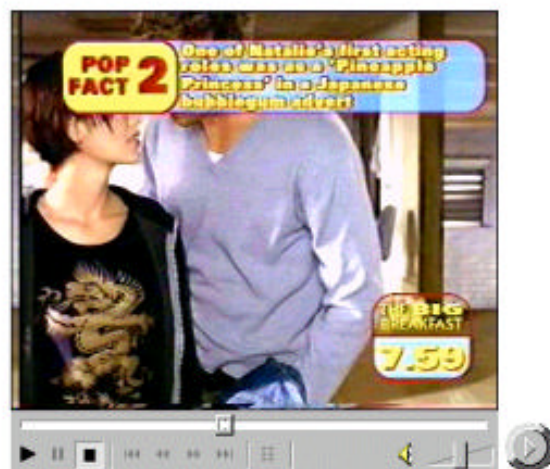 POP
FACT 2
One of Natalie's first acting
roles was as a 'Pineapple
Princess' in a Japanese
bubblegum advert
THE BIG
BREAKFAST
7.59